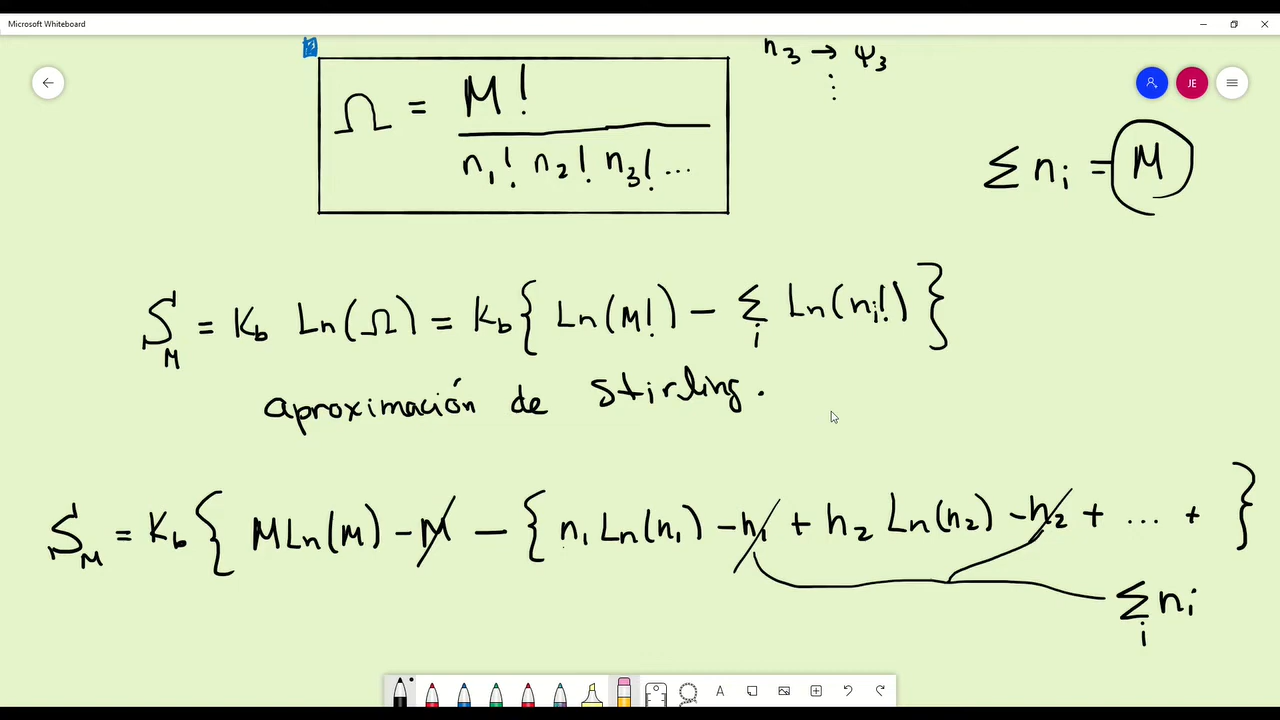 Microsoft Whiteboard
n₃ → ψ₃
⋮
JE
Ω = M! / n₁! n₂! n₃! ...
Σ nᵢ = M
S_M = K_b Ln(Ω) = K_b { Ln(M!) − Σ_i Ln(nᵢ!) }
aproximación de Stirling.
S_M = K_b { M Ln(M) − M − { n₁ Ln(n₁) − n₁ + n₂ Ln(n₂) − n₂ + ... + }
Σ_i nᵢ
A